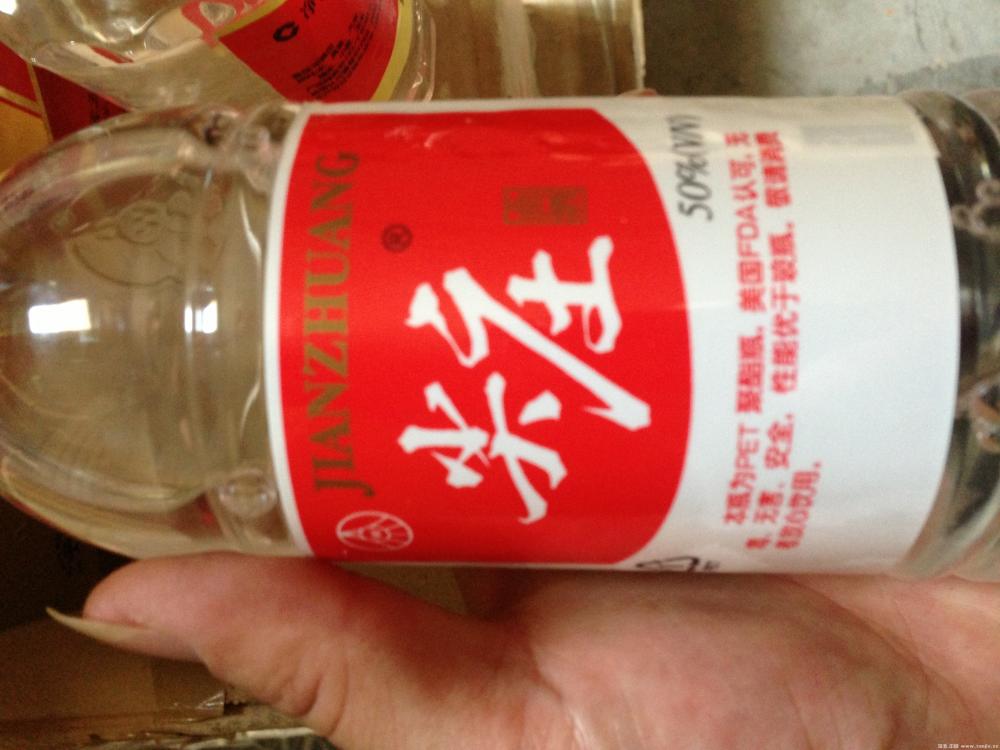 JIANZHUANG
®
尖庄
50%(V/V)
本瓶为PET 聚酯瓶，美国FDA认可，无
毒、无害、安全，性能优于玻瓶，敬请消费
者放心饮用。